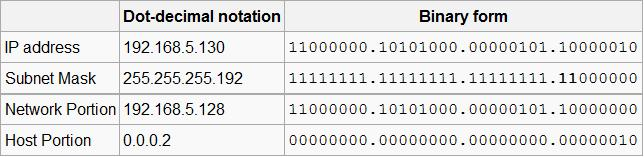 Dot-decimal notation Binary form
IP address 192.168.5.130 11000000.10101000.00000101.10000010
Subnet Mask 255.255.255.192 11111111.11111111.11111111.11000000
Network Portion 192.168.5.128 11000000.10101000.00000101.10000000
Host Portion 0.0.0.2 00000000.00000000.00000000.00000010